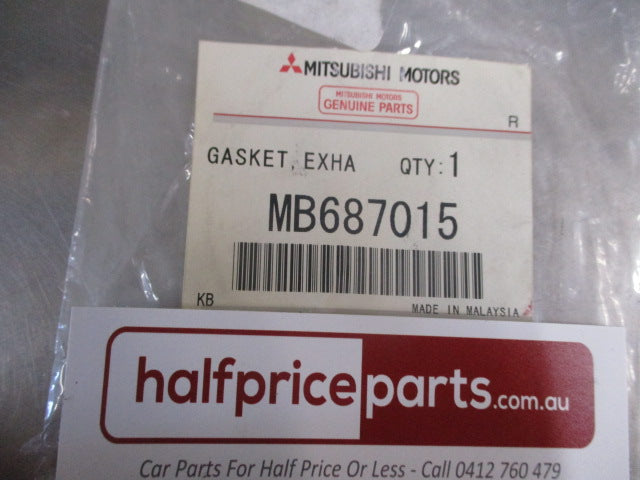 MITSUBISHI MOTORS
MITSUBISHI MOTORS
GENUINE PARTS
R
GASKET, EXHA QTY: 1
MB687015
KB MADE IN MALAYSIA
halfpriceparts.com.au
Car Parts For Half Price Or Less - Call 0412 760 479